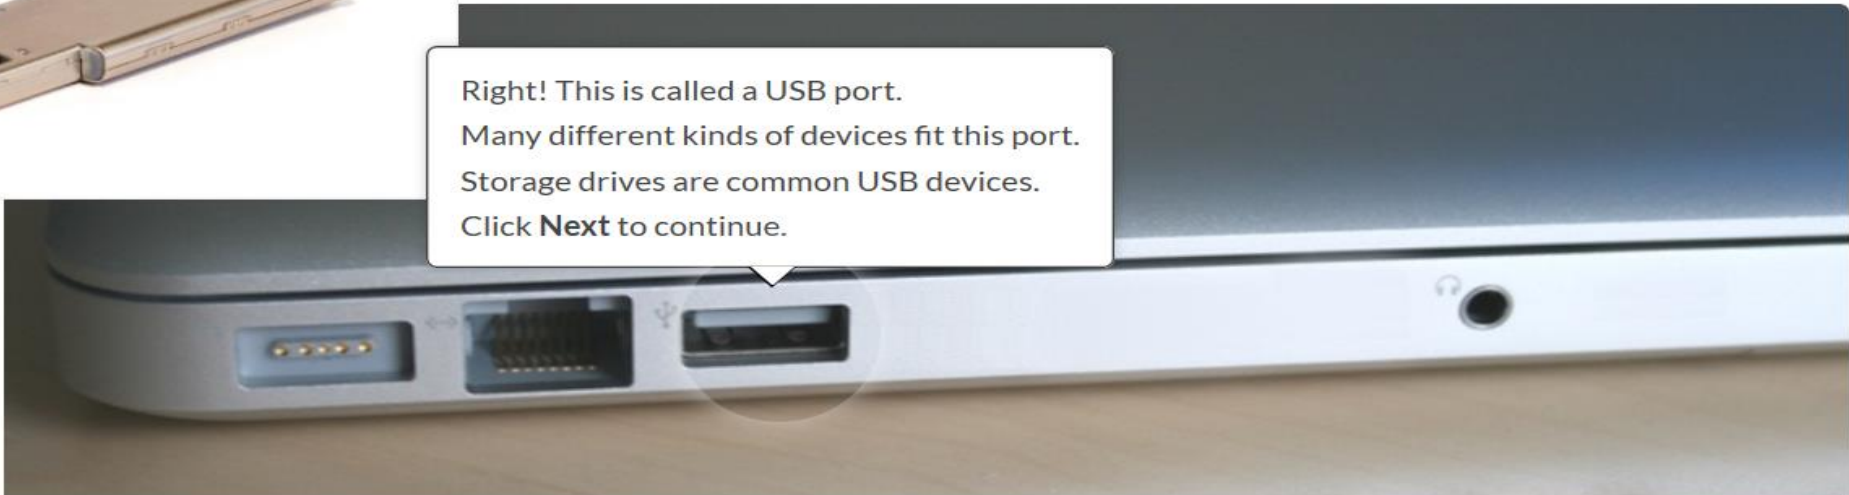 Right! This is called a USB port.
Many different kinds of devices fit this port.
Storage drives are common USB devices.
Click Next to continue.